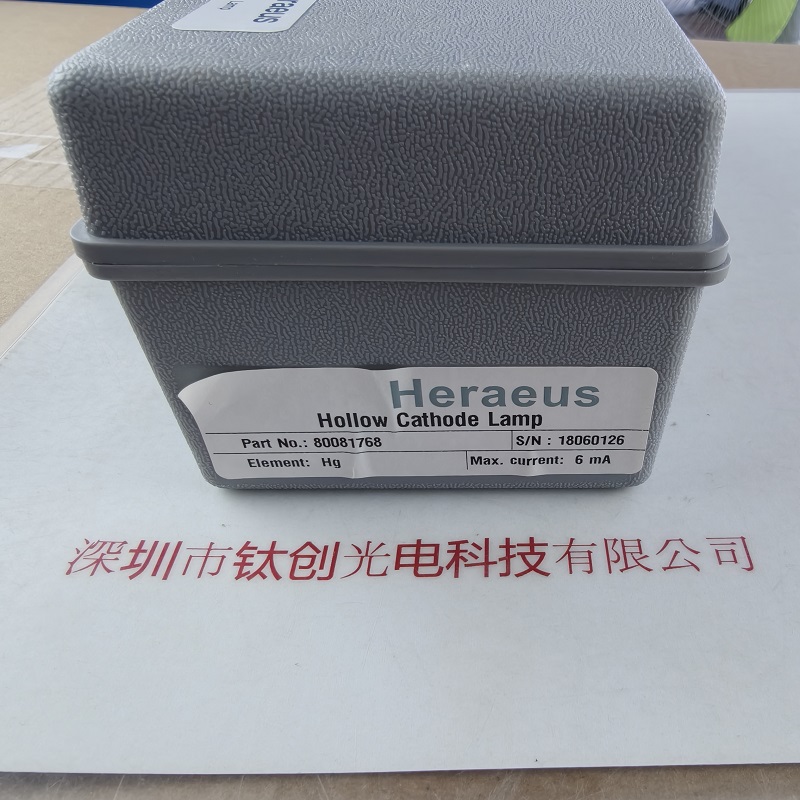 Heraeus
Hollow Cathode Lamp
Part No.: 80081768 S/N : 18060126
Element: Hg Max. current: 6 mA
深圳市钛创光电科技有限公司